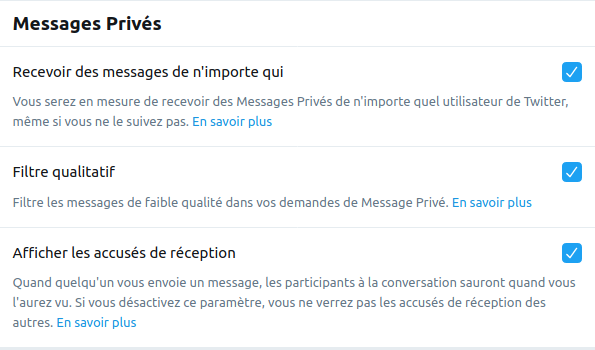 Messages Privés
Recevoir des messages de n'importe qui
Vous serez en mesure de recevoir des Messages Privés de n'importe quel utilisateur de Twitter,
même si vous ne le suivez pas. En savoir plus
Filtre qualitatif
Filtre les messages de faible qualité dans vos demandes de Message Privé. En savoir plus
Afficher les accusés de réception
Quand quelqu'un vous envoie un message, les participants à la conversation sauront quand vous
l'aurez vu. Si vous désactivez ce paramètre, vous ne verrez pas les accusés de réception des
autres. En savoir plus